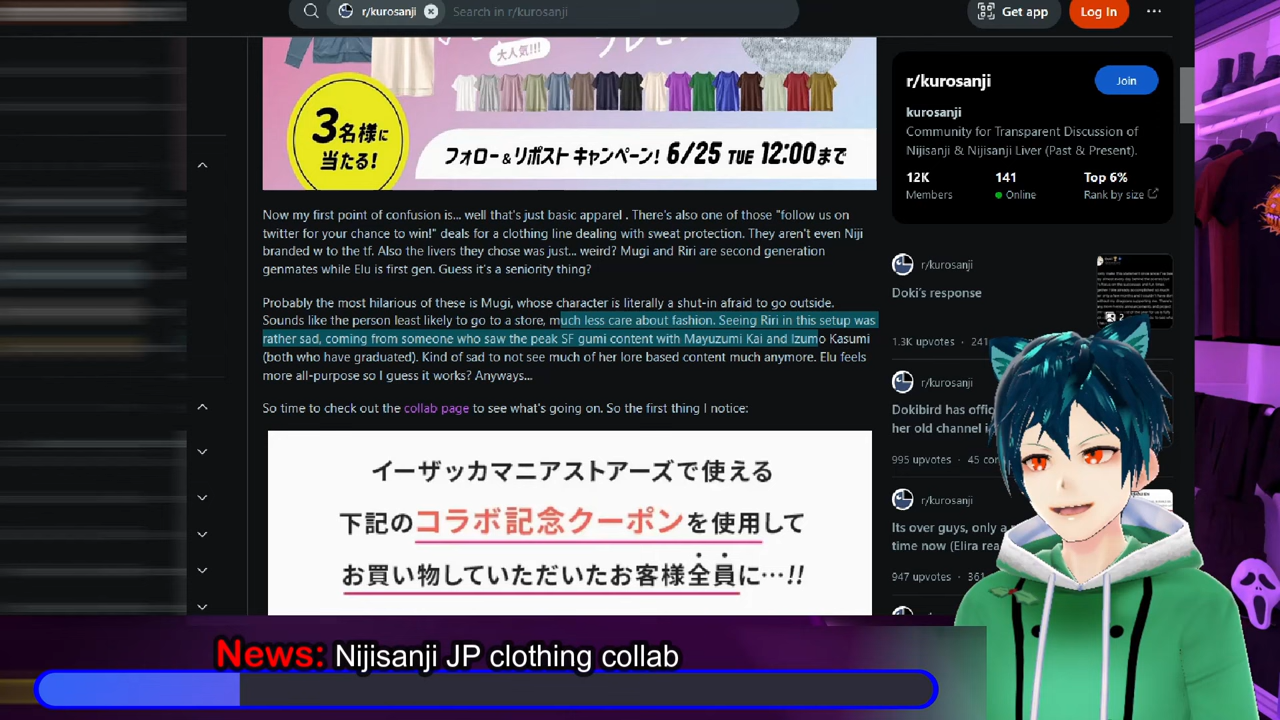 r/kurosanji
Search in r/kurosanji
Get app
Log In
大人気!!!
3名様に
当たる!
フォロー&リポスト キャンペーン! 6/25 TUE 12:00まで
Now my first point of confusion is... well that's just basic apparel . There's also one of those "follow us on
twitter for your chance to win!" deals for a clothing line dealing with sweat protection. They aren't even Niji
branded w to the tf. Also the livers they chose was just... weird? Mugi and Riri are second generation
genmates while Elu is first gen. Guess it's a seniority thing?
Probably the most hilarious of these is Mugi, whose character is literally a shut-in afraid to go outside.
Sounds like the person least likely to go to a store, much less care about fashion. Seeing Riri in this setup was
rather sad, coming from someone who saw the peak SF gumi content with Mayuzumi Kai and Izumo Kasumi
(both who have graduated). Kind of sad to not see much of her lore based content much anymore. Elu feels
more all-purpose so I guess it works? Anyways...
So time to check out the collab page to see what's going on. So the first thing I notice:
イーザッカマニアストアーズで使える
下記のコラボ記念クーポンを使用して
お買い物していただいたお客様全員に…!!
r/kurosanji
Join
kurosanji
Community for Transparent Discussion of
Nijisanji & Nijisanji Liver (Past & Present).
12K
141
Top 6%
Members
Online
Rank by size
r/kurosanji
Doki's response
1.3K upvotes
241
r/kurosanji
Dokibird has offic
her old channel
995 upvotes
45 co
r/kurosanji
Its over guys, only a
time now (Elira rea
947 upvotes
361
News: Nijisanji JP clothing collab